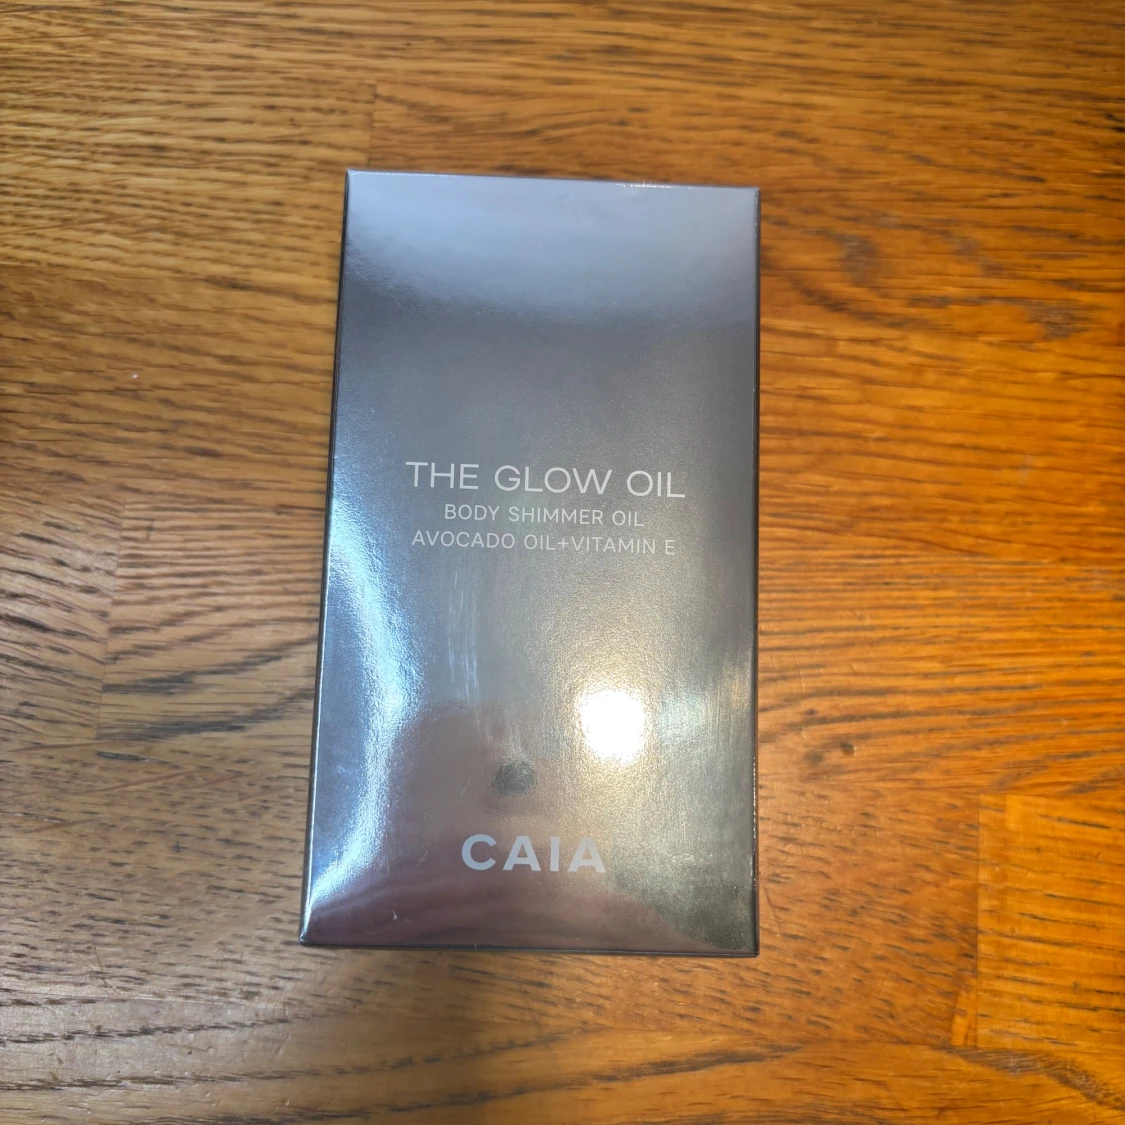 THE GLOW OIL
BODY SHIMMER OIL
AVOCADO OIL+VITAMIN E
CAIA